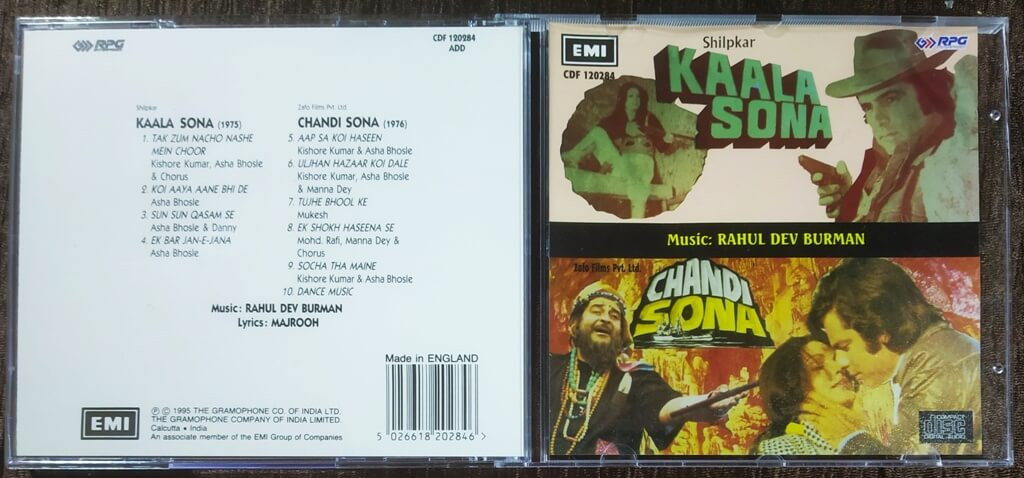 RPG
CDF 120284
ADD
Shilpkar
KAALA SONA (1975)
1. TAK ZUM NACHO NASHE
MEIN CHOOR
Kishore Kumar, Asha Bhosle
& Chorus
2. KOI AAYA AANE BHI DE
Asha Bhosle
3. SUN SUN QASAM SE
Asha Bhosle & Danny
4. EK BAR JAN-E-JANA
Asha Bhosle
Zafo Films Pvt. Ltd.
CHANDI SONA (1976)
5. AAP SA KOI HASEEN
Kishore Kumar & Asha Bhosle
6. ULJHAN HAZAAR KOI DALE
Kishore Kumar, Asha Bhosle
& Manna Dey
7. TUJHE BHOOL KE
Mukesh
8. EK SHOKH HASEENA SE
Mohd. Rafi, Manna Dey &
Chorus
9. SOCHA THA MAINE
Kishore Kumar & Asha Bhosle
10. DANCE MUSIC
Music: RAHUL DEV BURMAN
Lyrics: MAJROOH
Made in ENGLAND
5 026618 202846 >
EMI
℗ © 1995 THE GRAMOPHONE CO. OF INDIA LTD.
THE GRAMOPHONE COMPANY OF INDIA LIMITED.
Calcutta • India
An associate member of the EMI Group of Companies
EMI
CDF 120284
Shilpkar
RPG
KAALA
SONA
Music: RAHUL DEV BURMAN
Zafo Films Pvt. Ltd.
CHANDI
SONA
COMPACT
disc
DIGITAL AUDIO